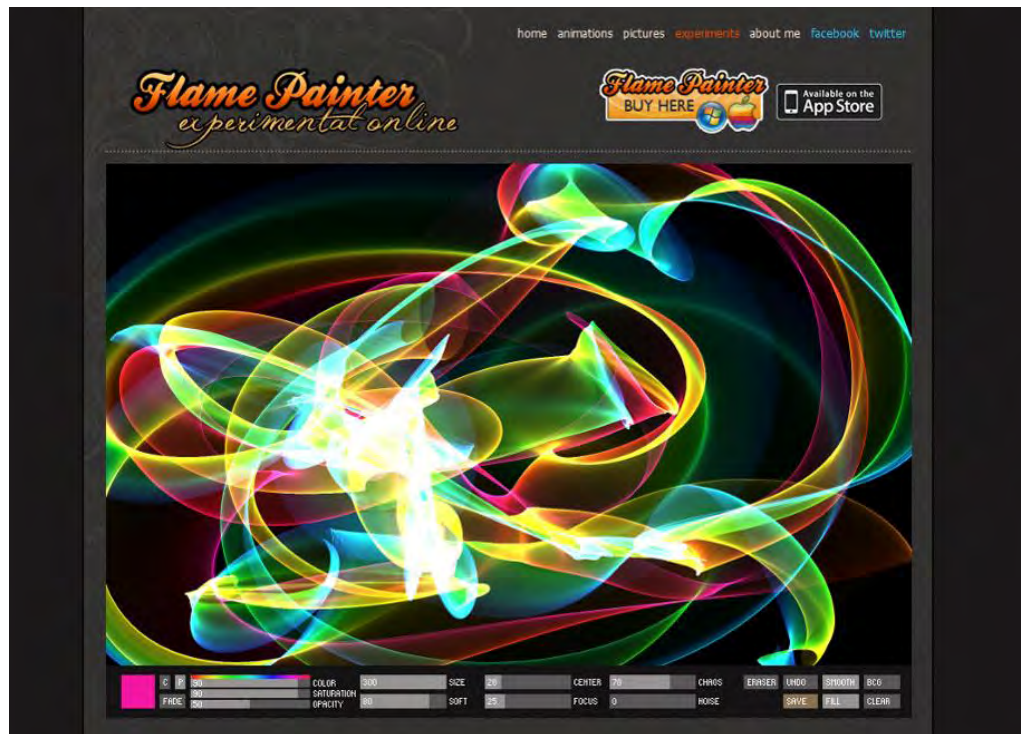 home animations pictures experiments about me facebook twitter
Flame Painter
experimental online
Flame Painter
BUY HERE
Available on the
App Store
C P 90 COLOR 300 SIZE 20 CENTER 70 CHAOS ERASER UNDO SMOOTH BCG
90 SATURATION
FADE 50 OPACITY 80 SOFT 25 FOCUS 0 NOISE SAVE FILL CLEAR